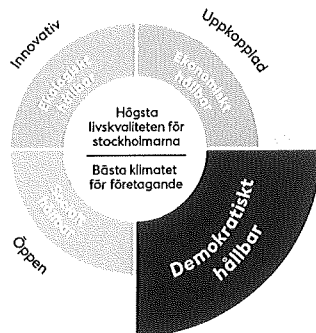 Innovativ
Uppkopplad
Ekologiskt
hållbar
Ekonomiskt
hållbar
Högsta
livskvaliteten för
stockholmarna
Bästa klimatet
för företagande
Socialt
hållbar
Öppen
Demokratiskt
hållbar